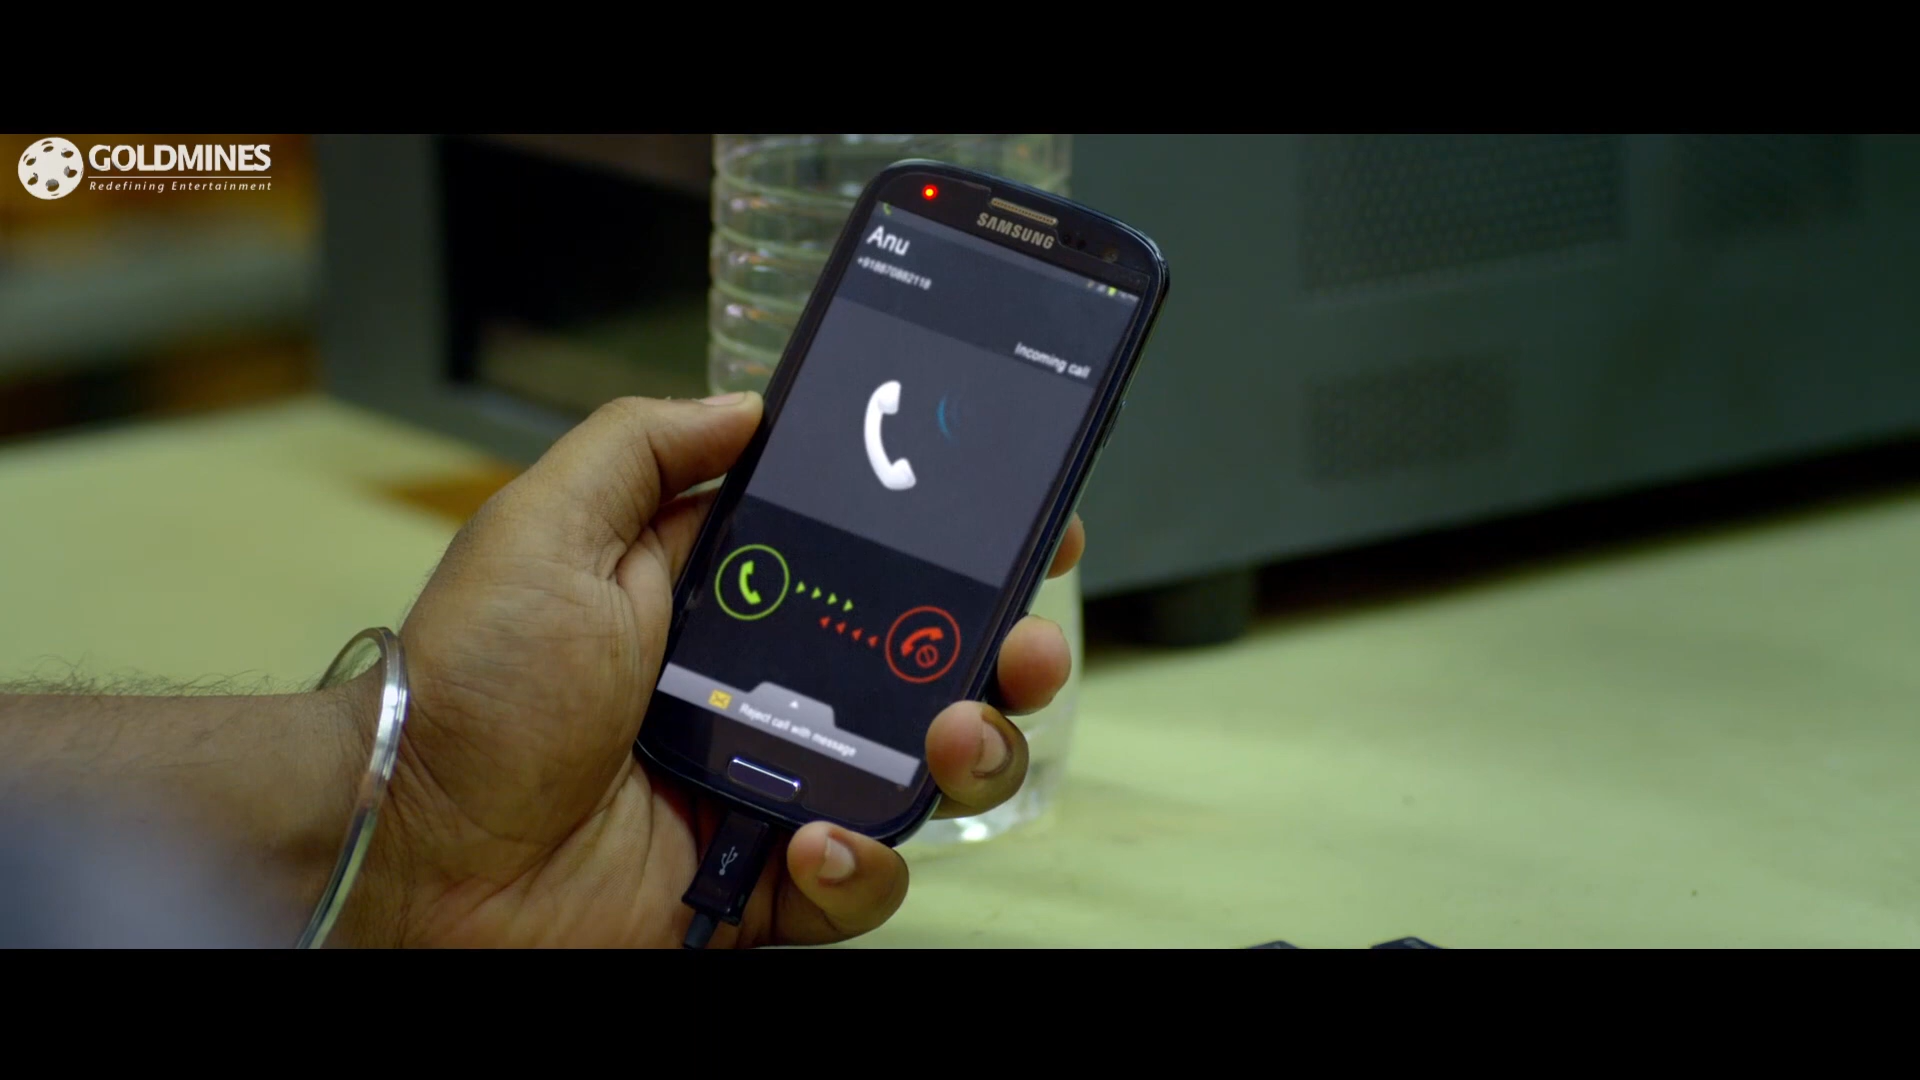 GOLDMINES
Redefining Entertainment
SAMSUNG
Anu
Incoming call
Reject call with message